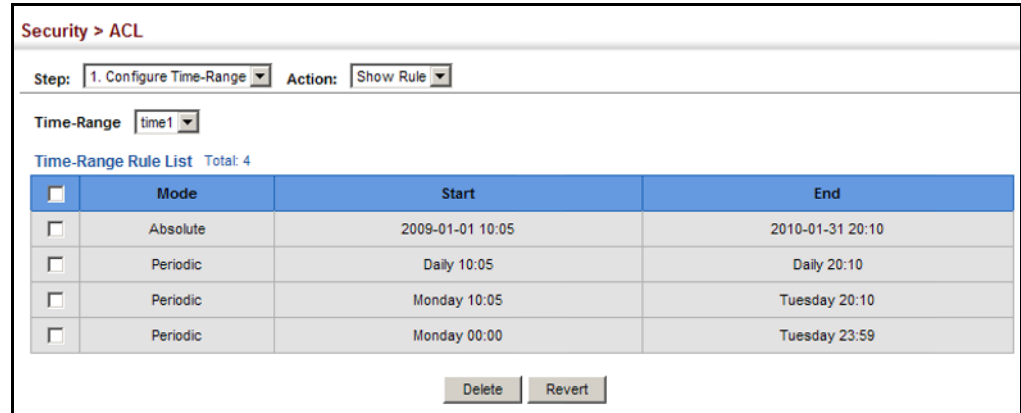 Security > ACL
Step: 1. Configure Time-Range Action: Show Rule
Time-Range time1
Time-Range Rule List Total: 4
Mode Start End
Absolute 2009-01-01 10:05 2010-01-31 20:10
Periodic Daily 10:05 Daily 20:10
Periodic Monday 10:05 Tuesday 20:10
Periodic Monday 00:00 Tuesday 23:59
Delete Revert